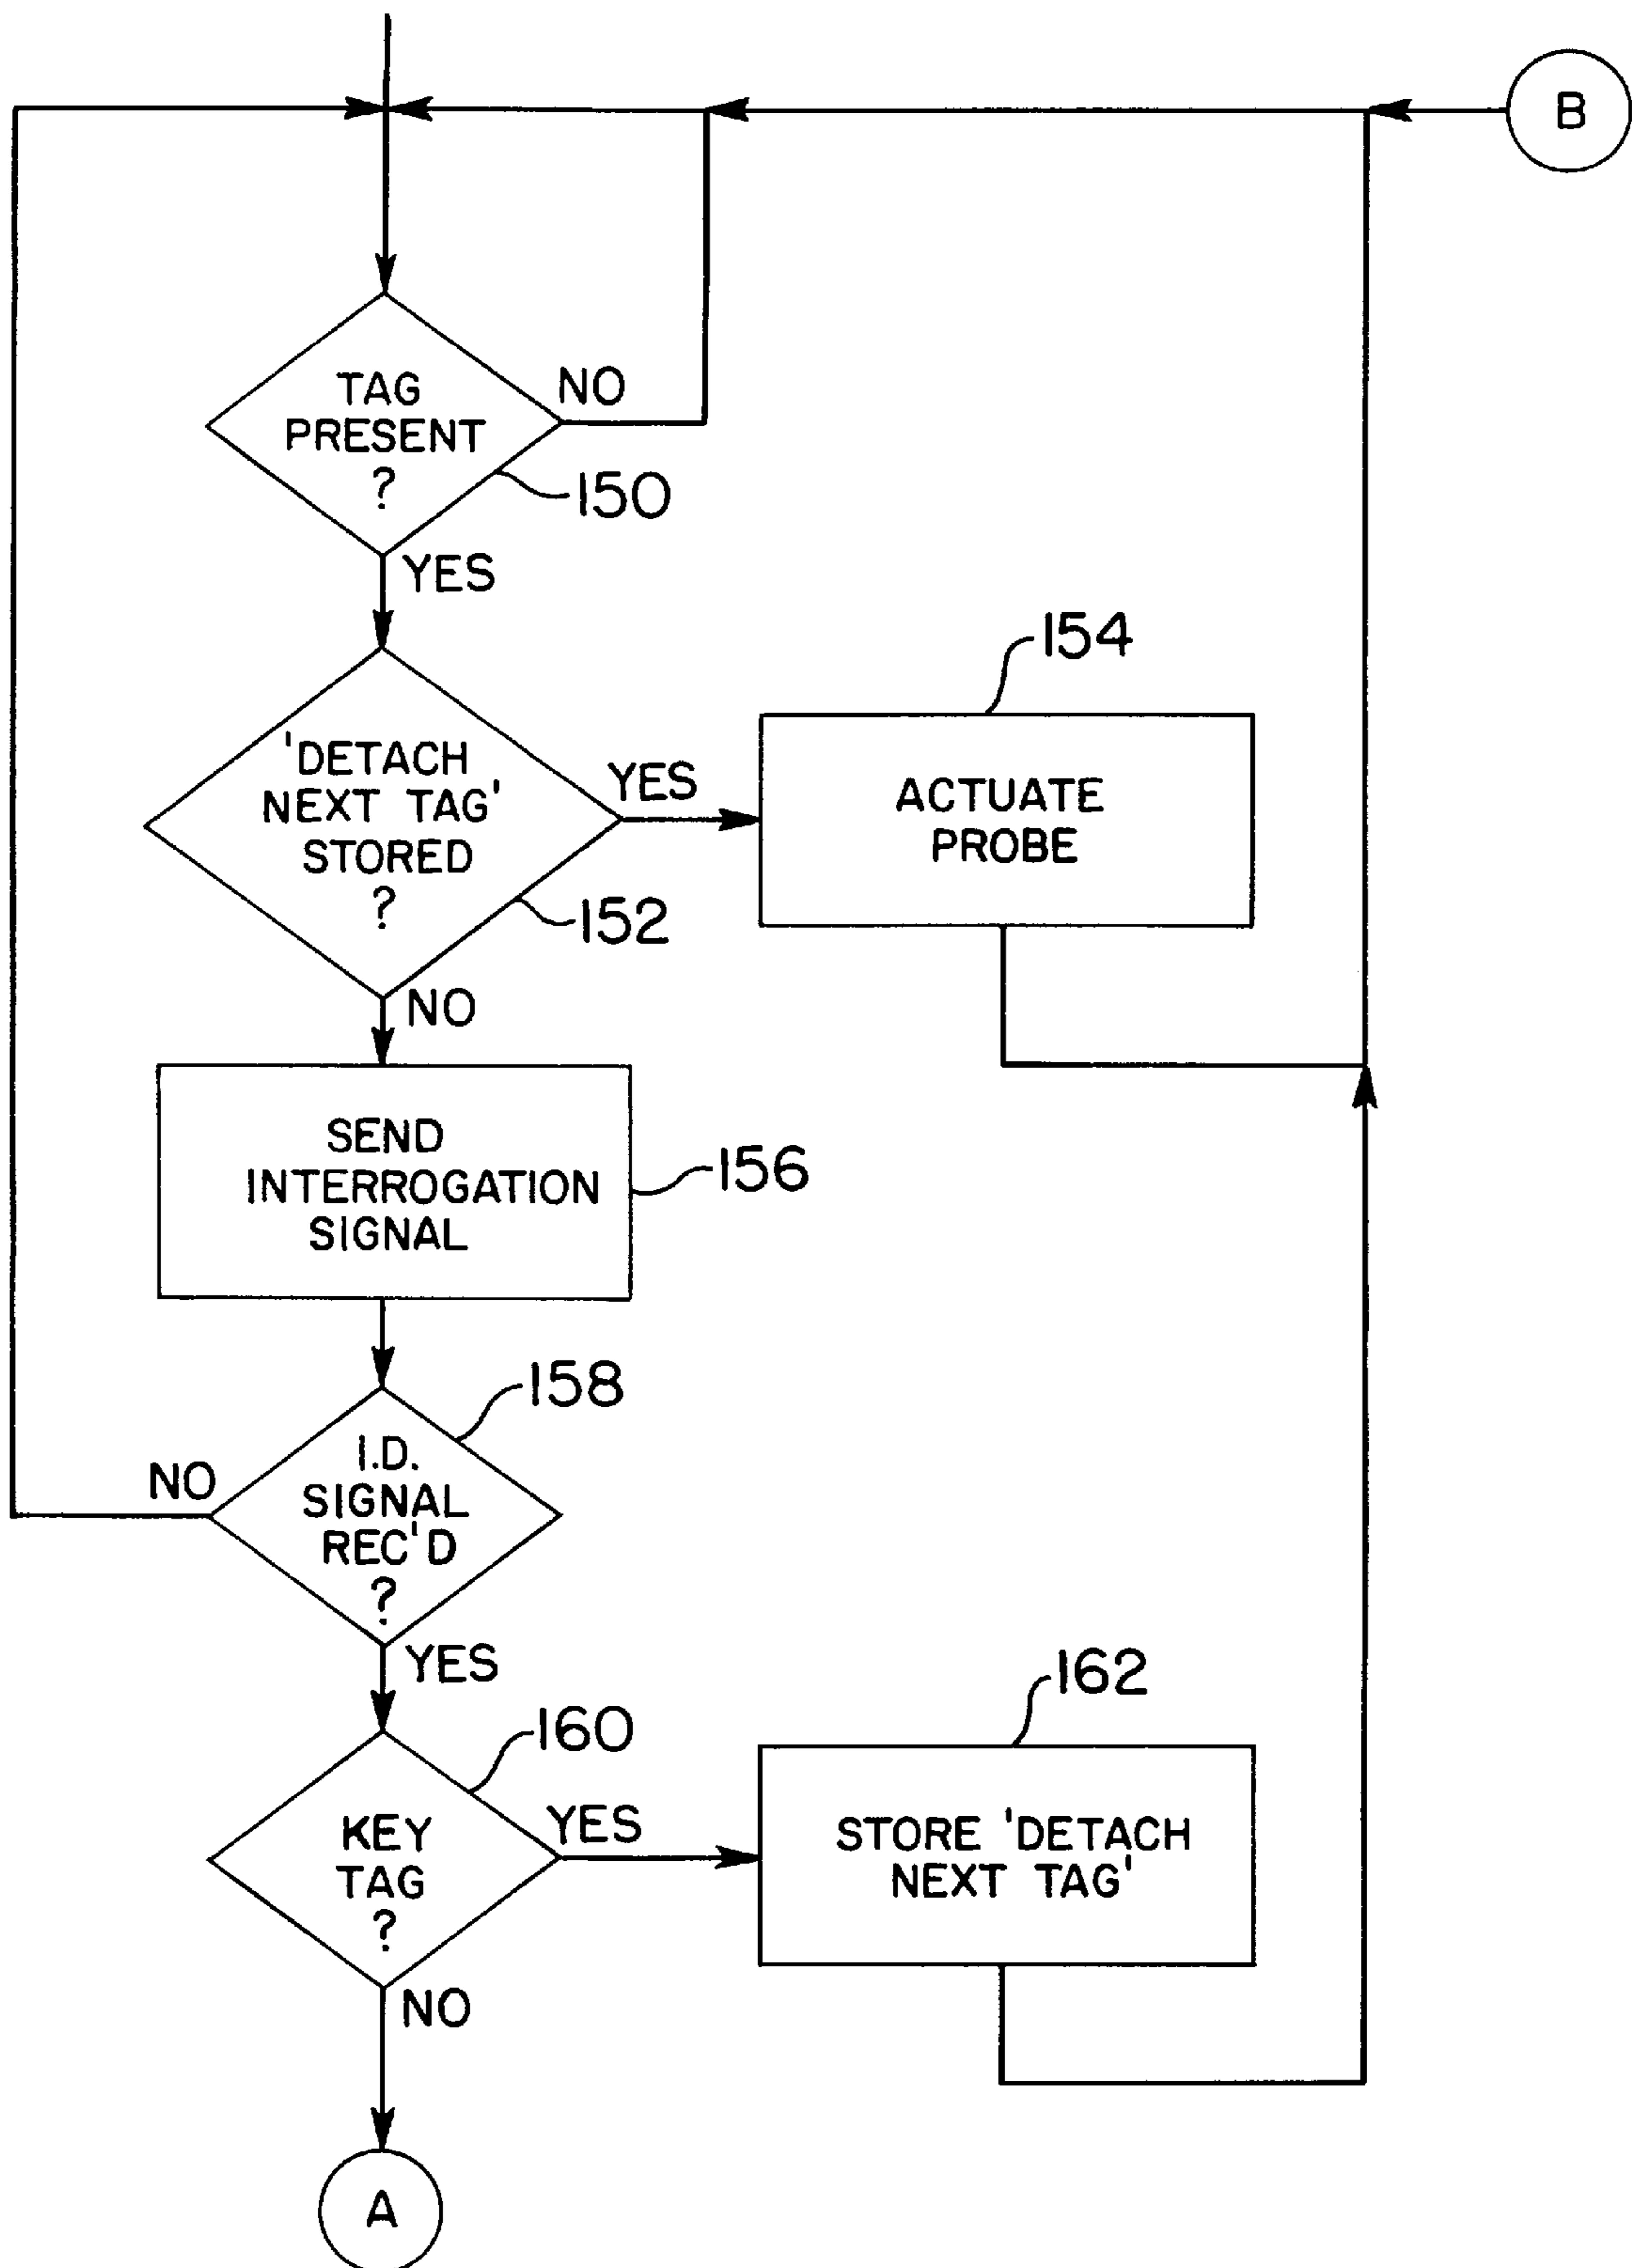 B
TAG
PRESENT
?
NO
150
YES
'DETACH
NEXT TAG'
STORED
?
YES
152
NO
154
ACTUATE
PROBE
SEND
INTERROGATION
SIGNAL
156
158
I.D.
SIGNAL
REC'D
?
NO
YES
160
KEY
TAG
?
YES
NO
162
STORE 'DETACH
NEXT TAG'
A